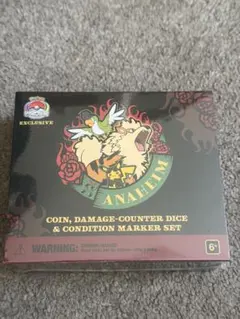 EXCLUSIVE
ANAHEIM
COIN, DAMAGE-COUNTER DICE
& CONDITION MARKER SET
WARNING:
6+